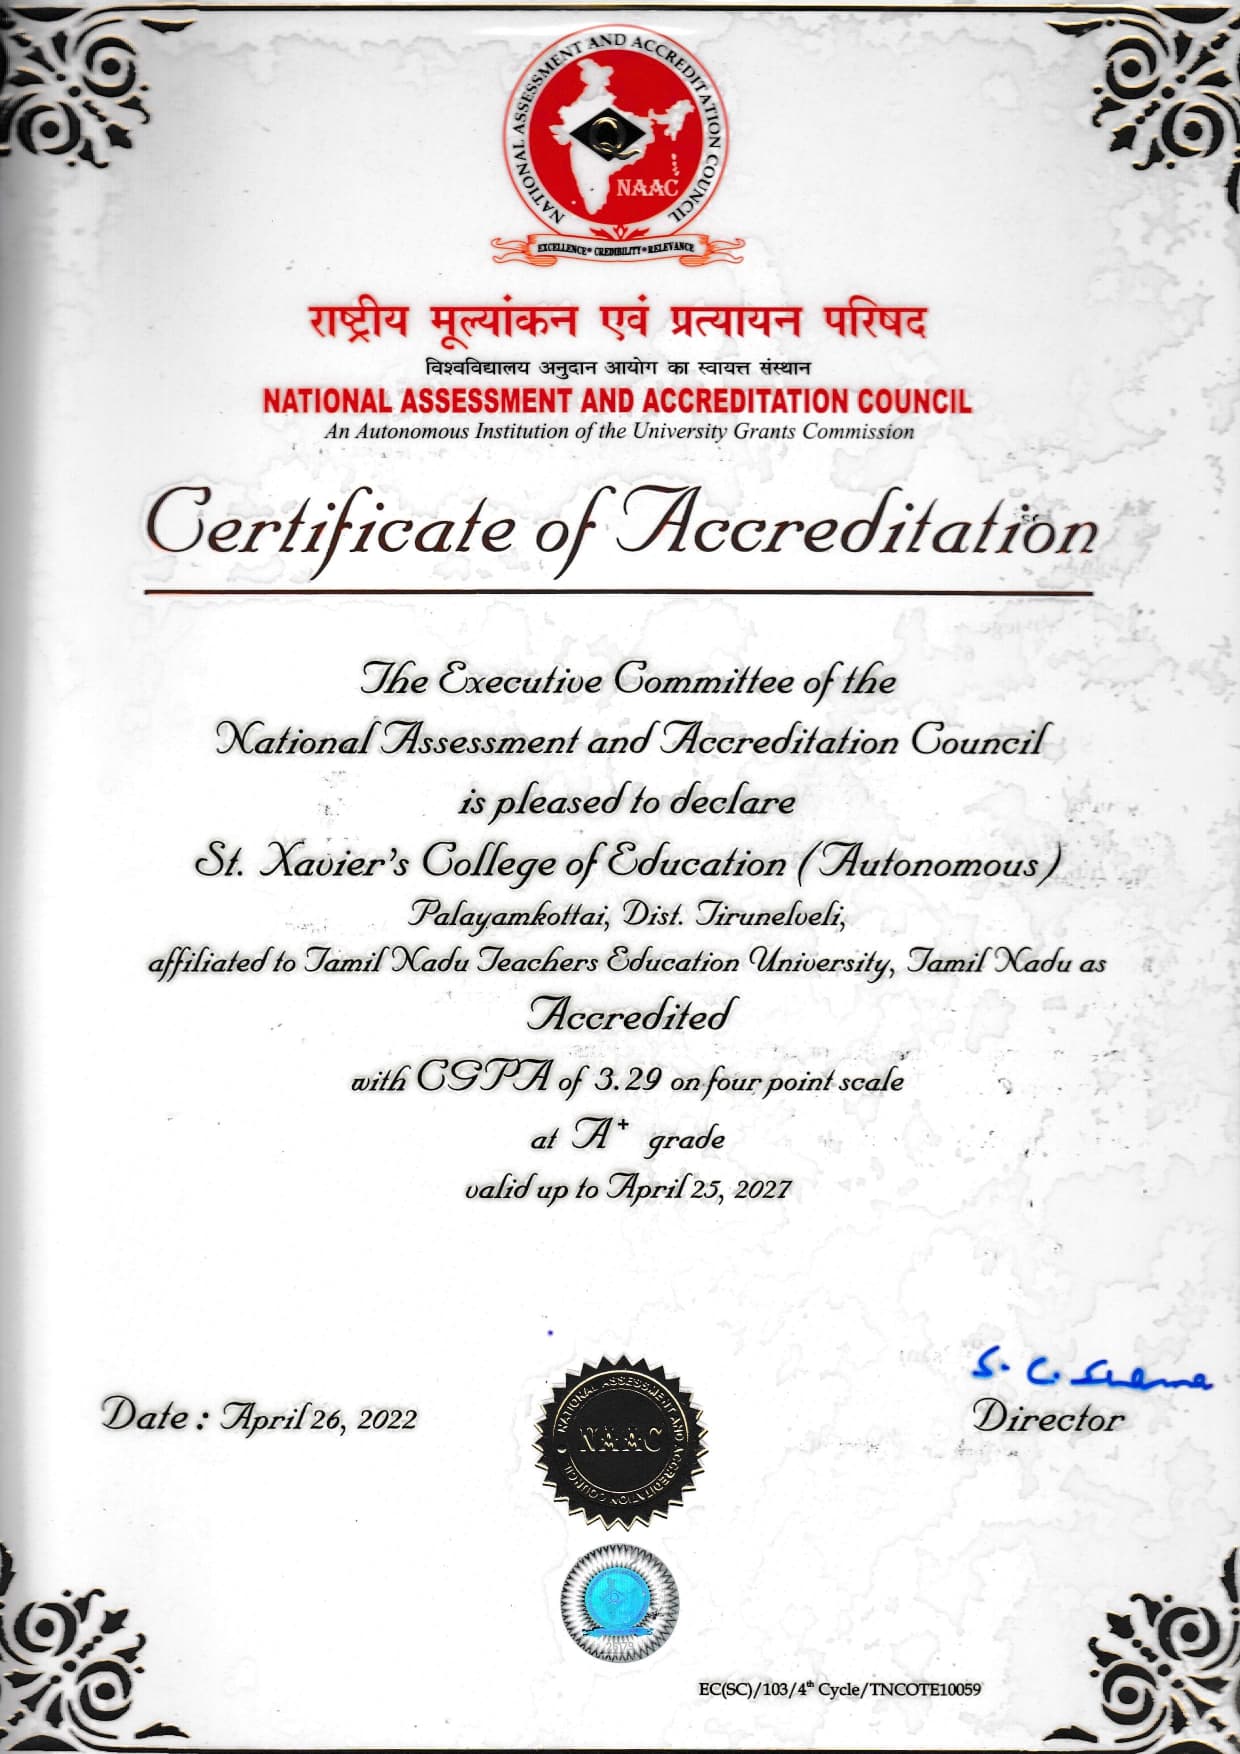 NATIONAL ASSESSMENT AND ACCREDITATION COUNCIL
Q
NAAC
EXCELLENCE * CREDIBILITY * RELEVANCE
राष्ट्रीय मूल्यांकन एवं प्रत्यायन परिषद
विश्वविद्यालय अनुदान आयोग का स्वायत्त संस्थान
NATIONAL ASSESSMENT AND ACCREDITATION COUNCIL
An Autonomous Institution of the University Grants Commission
Certificate of Accreditation
The Executive Committee of the
National Assessment and Accreditation Council
is pleased to declare
St. Xavier's College of Education (Autonomous)
Palayamkottai, Dist. Tirunelveli,
affiliated to Tamil Nadu Teachers Education University, Tamil Nadu as
Accredited
with CGPA of 3.29 on four point scale
at A+ grade
valid up to April 25, 2027
S. C. Sharma
Date : April 26, 2022
Director
NATIONAL ASSESSMENT AND ACCREDITATION COUNCIL
NAAC
EC(SC)/103/4th Cycle/TNCOTE10059